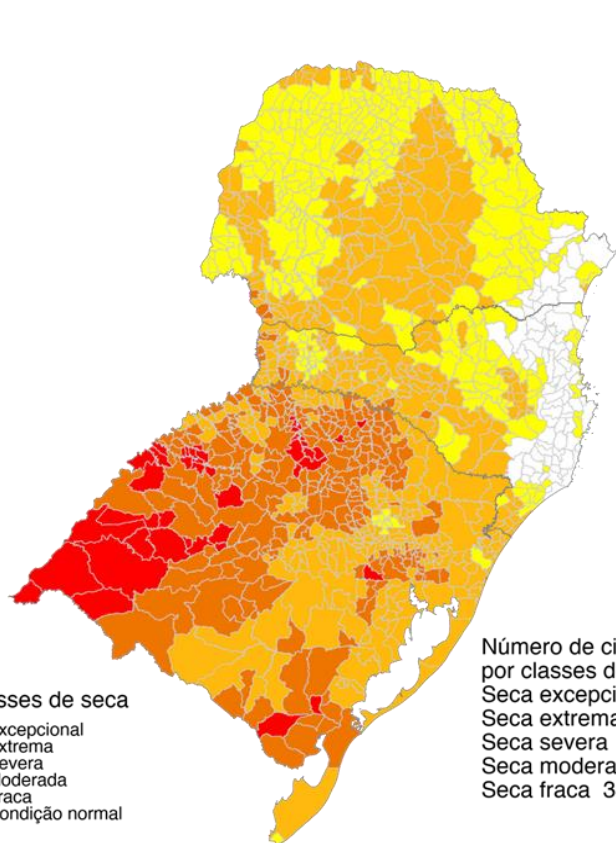 sses de seca
xcepcional
xtrema
evera
Moderada
raca
ondição normal
Número de ci
por classes d
Seca excepci
Seca extrema
Seca severa
Seca modera
Seca fraca 3